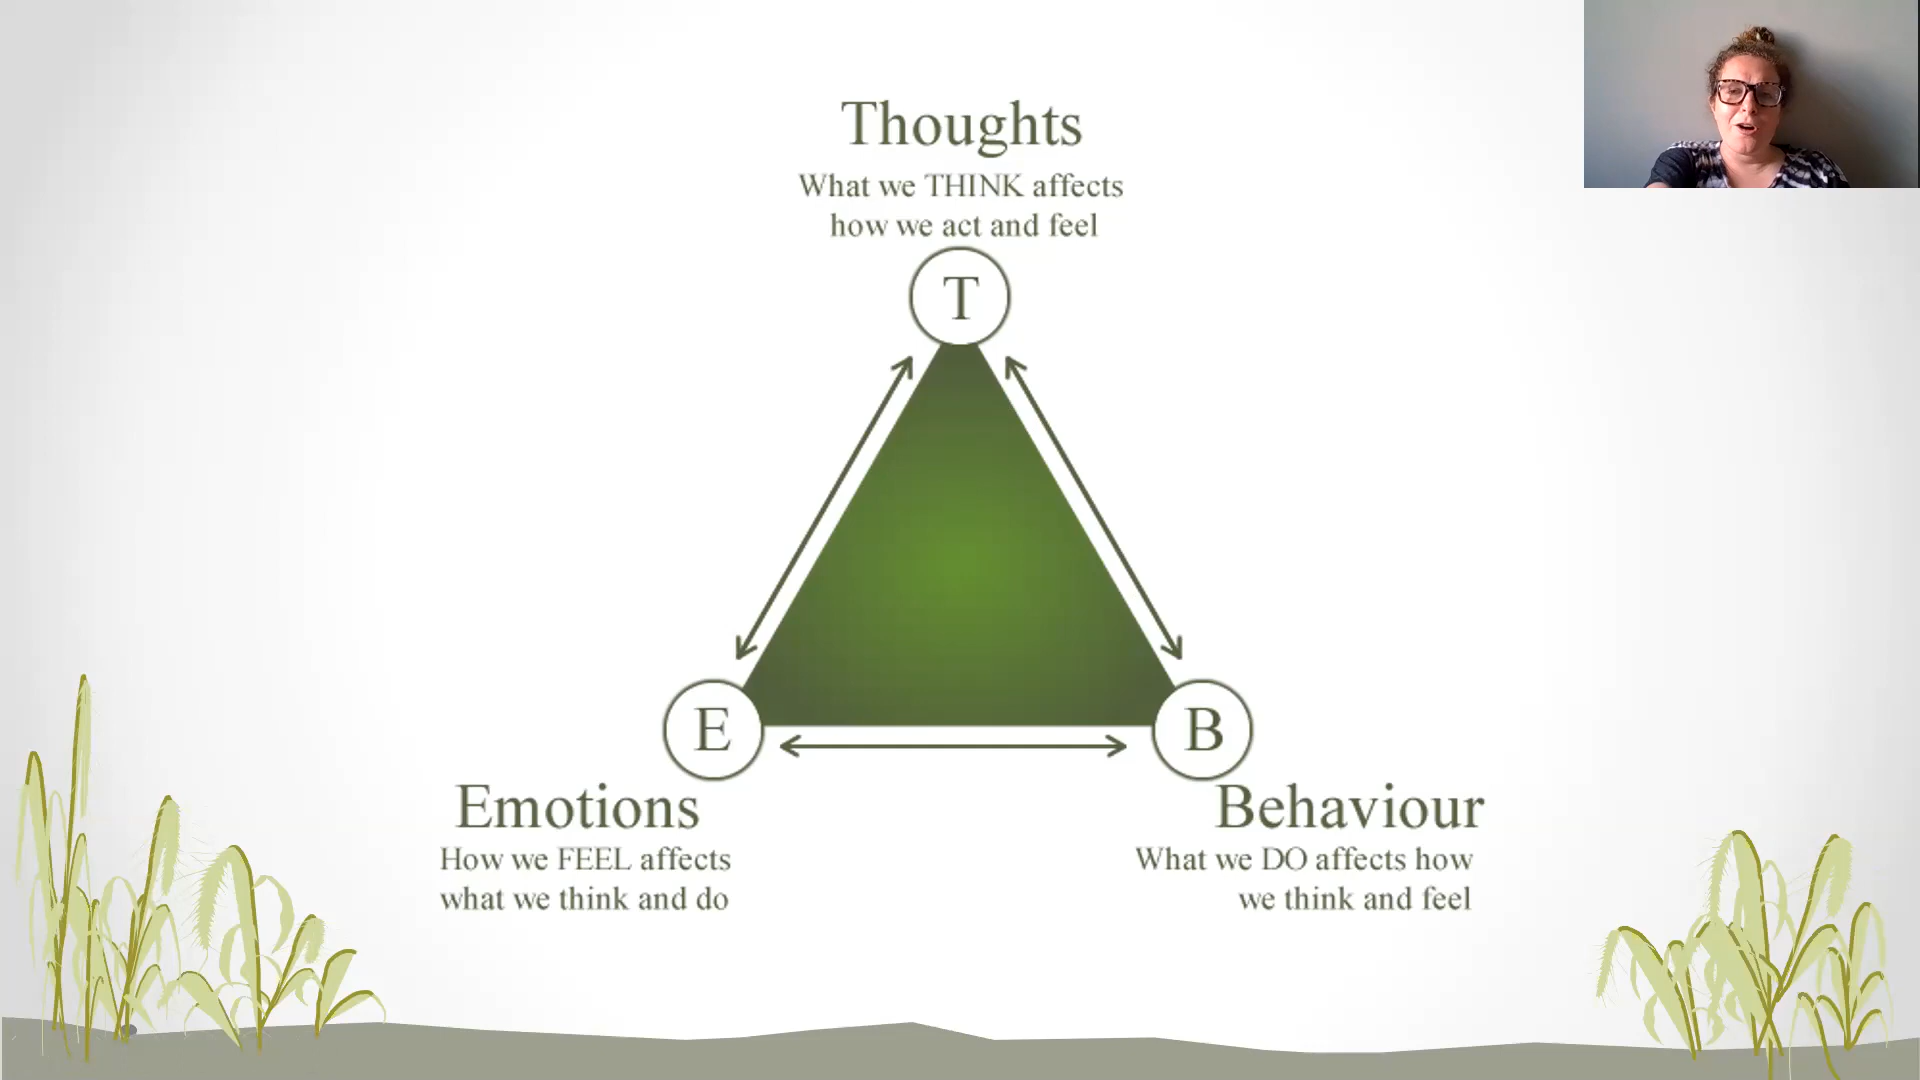 Thoughts
What we THINK affects
how we act and feel
T
E
B
Emotions
How we FEEL affects
what we think and do
Behaviour
What we DO affects how
we think and feel